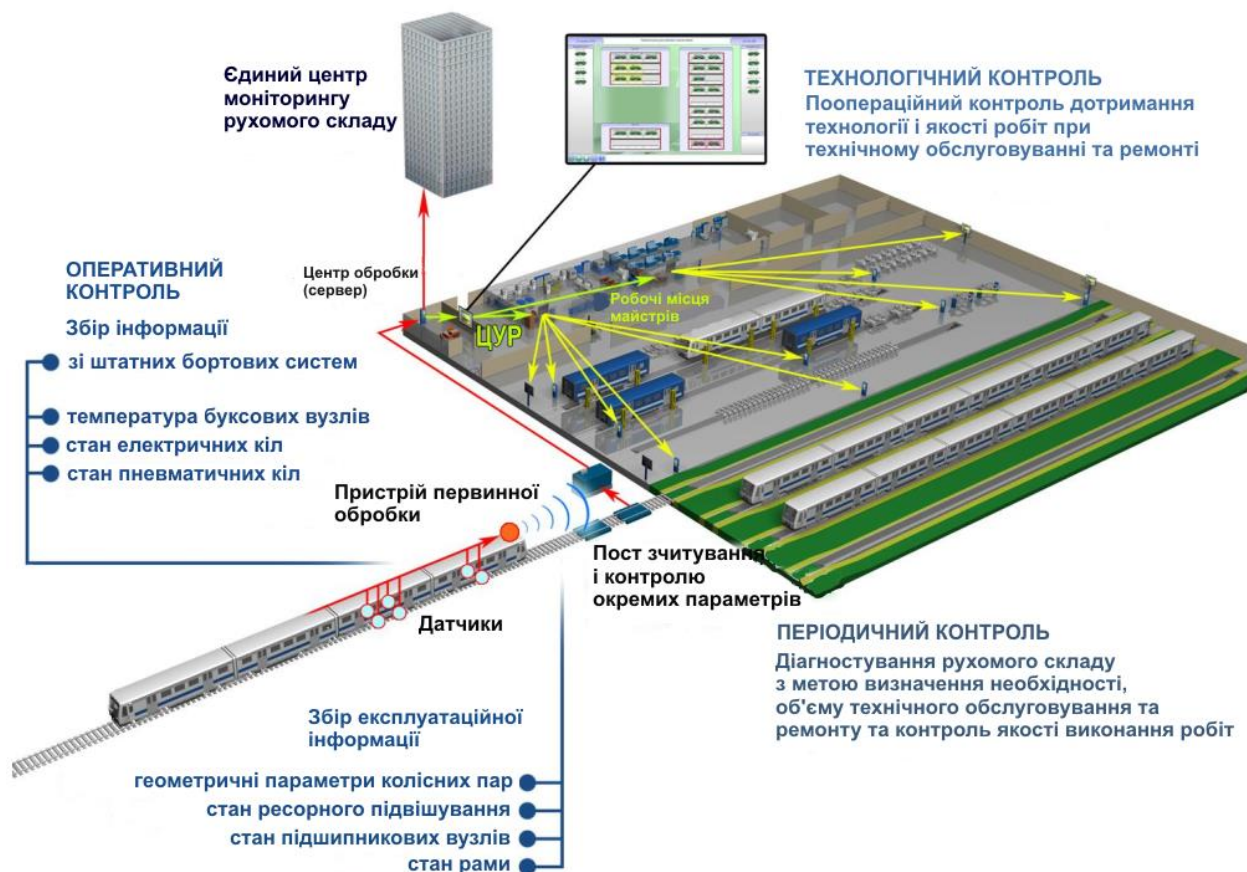 Єдиний центр
моніторингу
рухомого складу
ТЕХНОЛОГІЧНИЙ КОНТРОЛЬ
Поопераційний контроль дотримання
технології і якості робіт при
технічному обслуговуванні та ремонті
ОПЕРАТИВНИЙ
КОНТРОЛЬ
Збір інформації
зі штатних бортових систем
температура буксових вузлів
стан електричних кіл
стан пневматичних кіл
Центр обробки
(сервер)
ЦУР
Робочі місця
майстрів
Пристрій первинної
обробки
Датчики
Пост зчитування
і контролю
окремих параметрів
ПЕРІОДИЧНИЙ КОНТРОЛЬ
Діагностування рухомого складу
з метою визначення необхідності,
об'єму технічного обслуговування та
ремонту та контроль якості виконання робіт
Збір експлуатаційної
інформації
геометричні параметри колісних пар
стан ресорного підвішування
стан підшипникових вузлів
стан рами